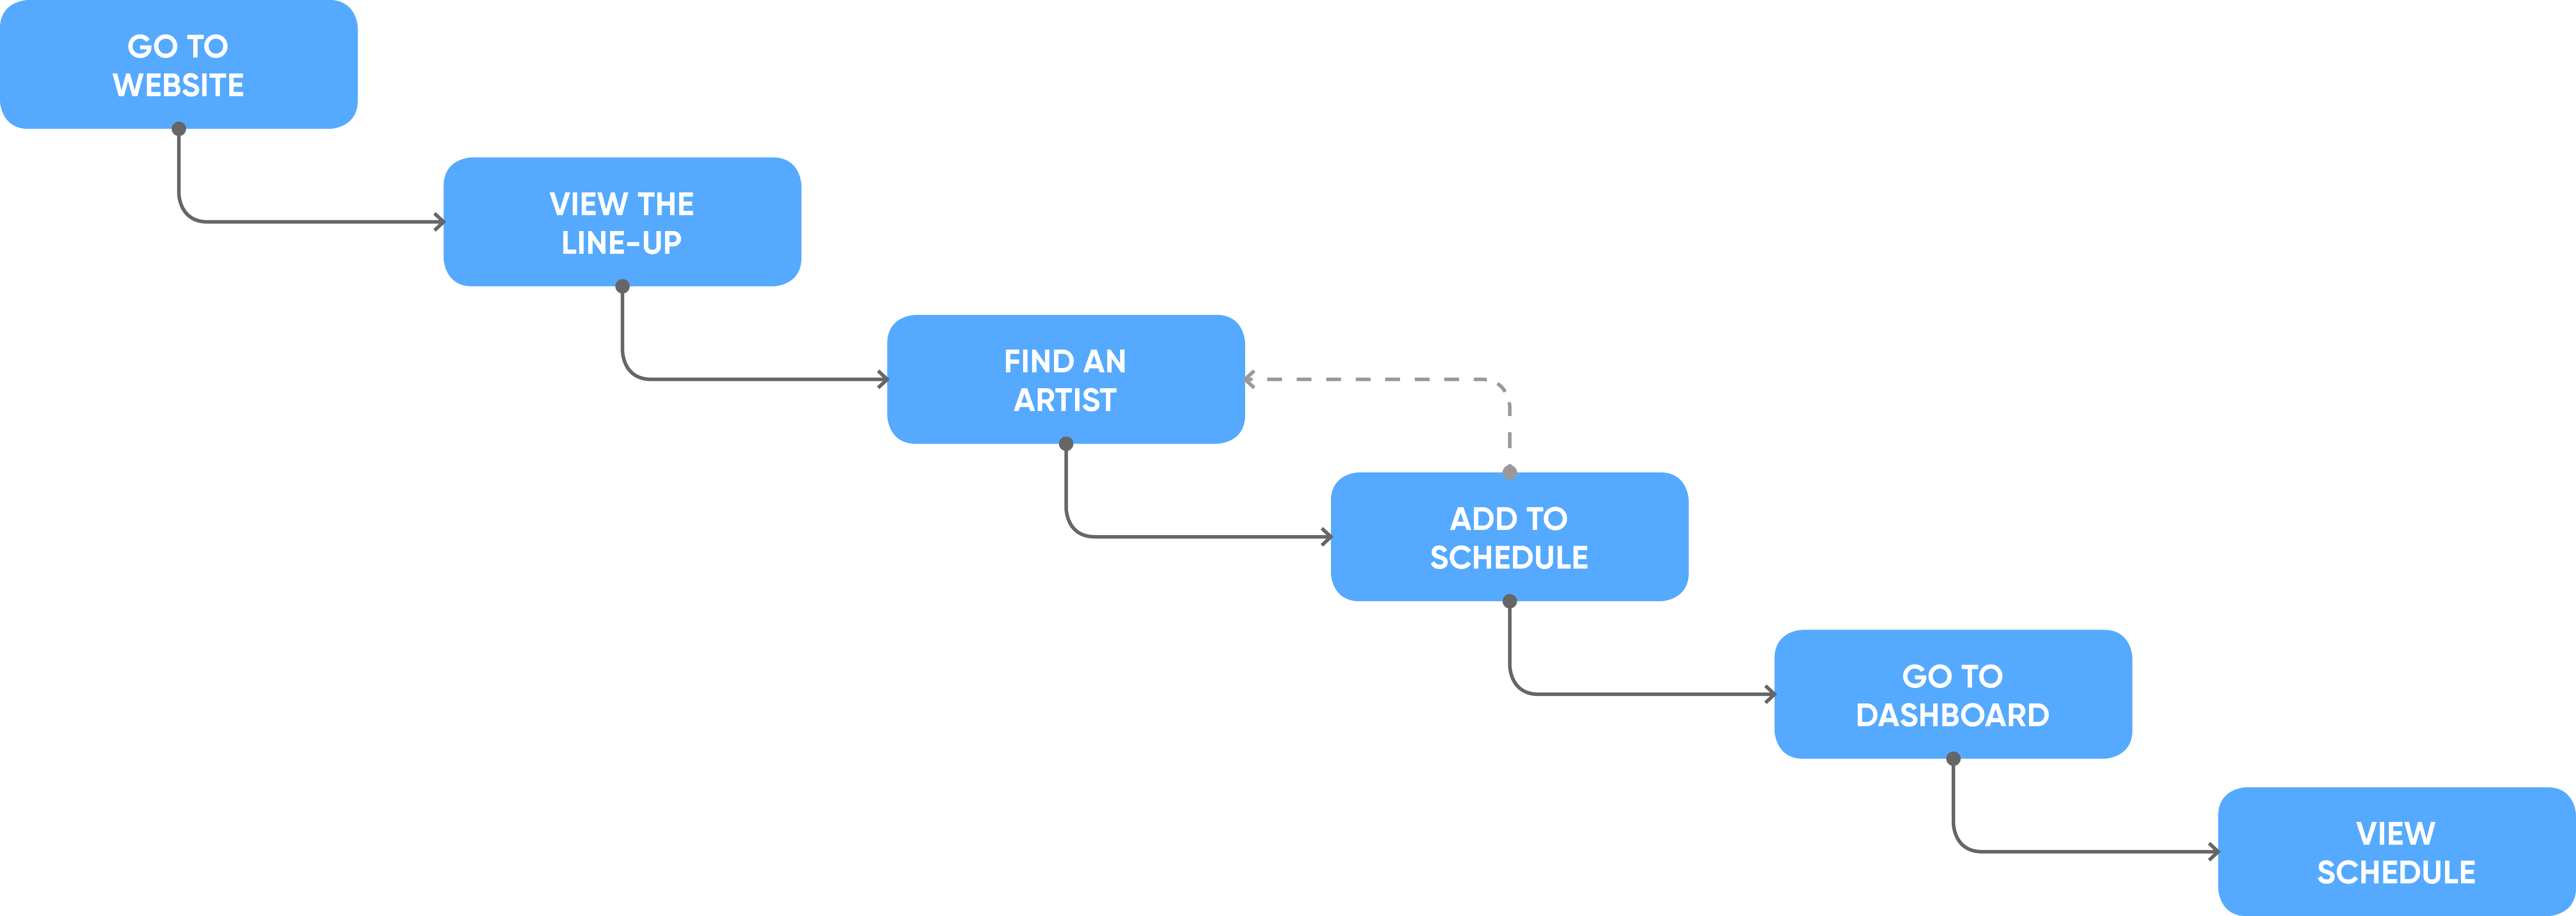 GO TO
WEBSITE
VIEW THE
LINE-UP
FIND AN
ARTIST
ADD TO
SCHEDULE
GO TO
DASHBOARD
VIEW
SCHEDULE